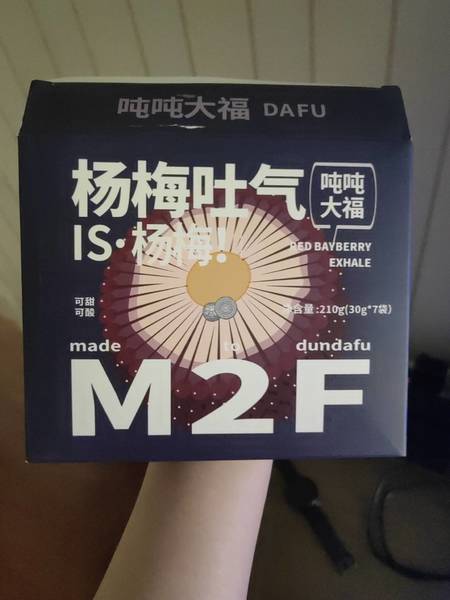 吨吨大福 DAFU
杨梅吐气
吨吨
大福
IS·杨梅!
RED BAYBERRY
EXHALE
可甜
可酸
净含量:210g(30g*7袋)
made to dundafu
M2F